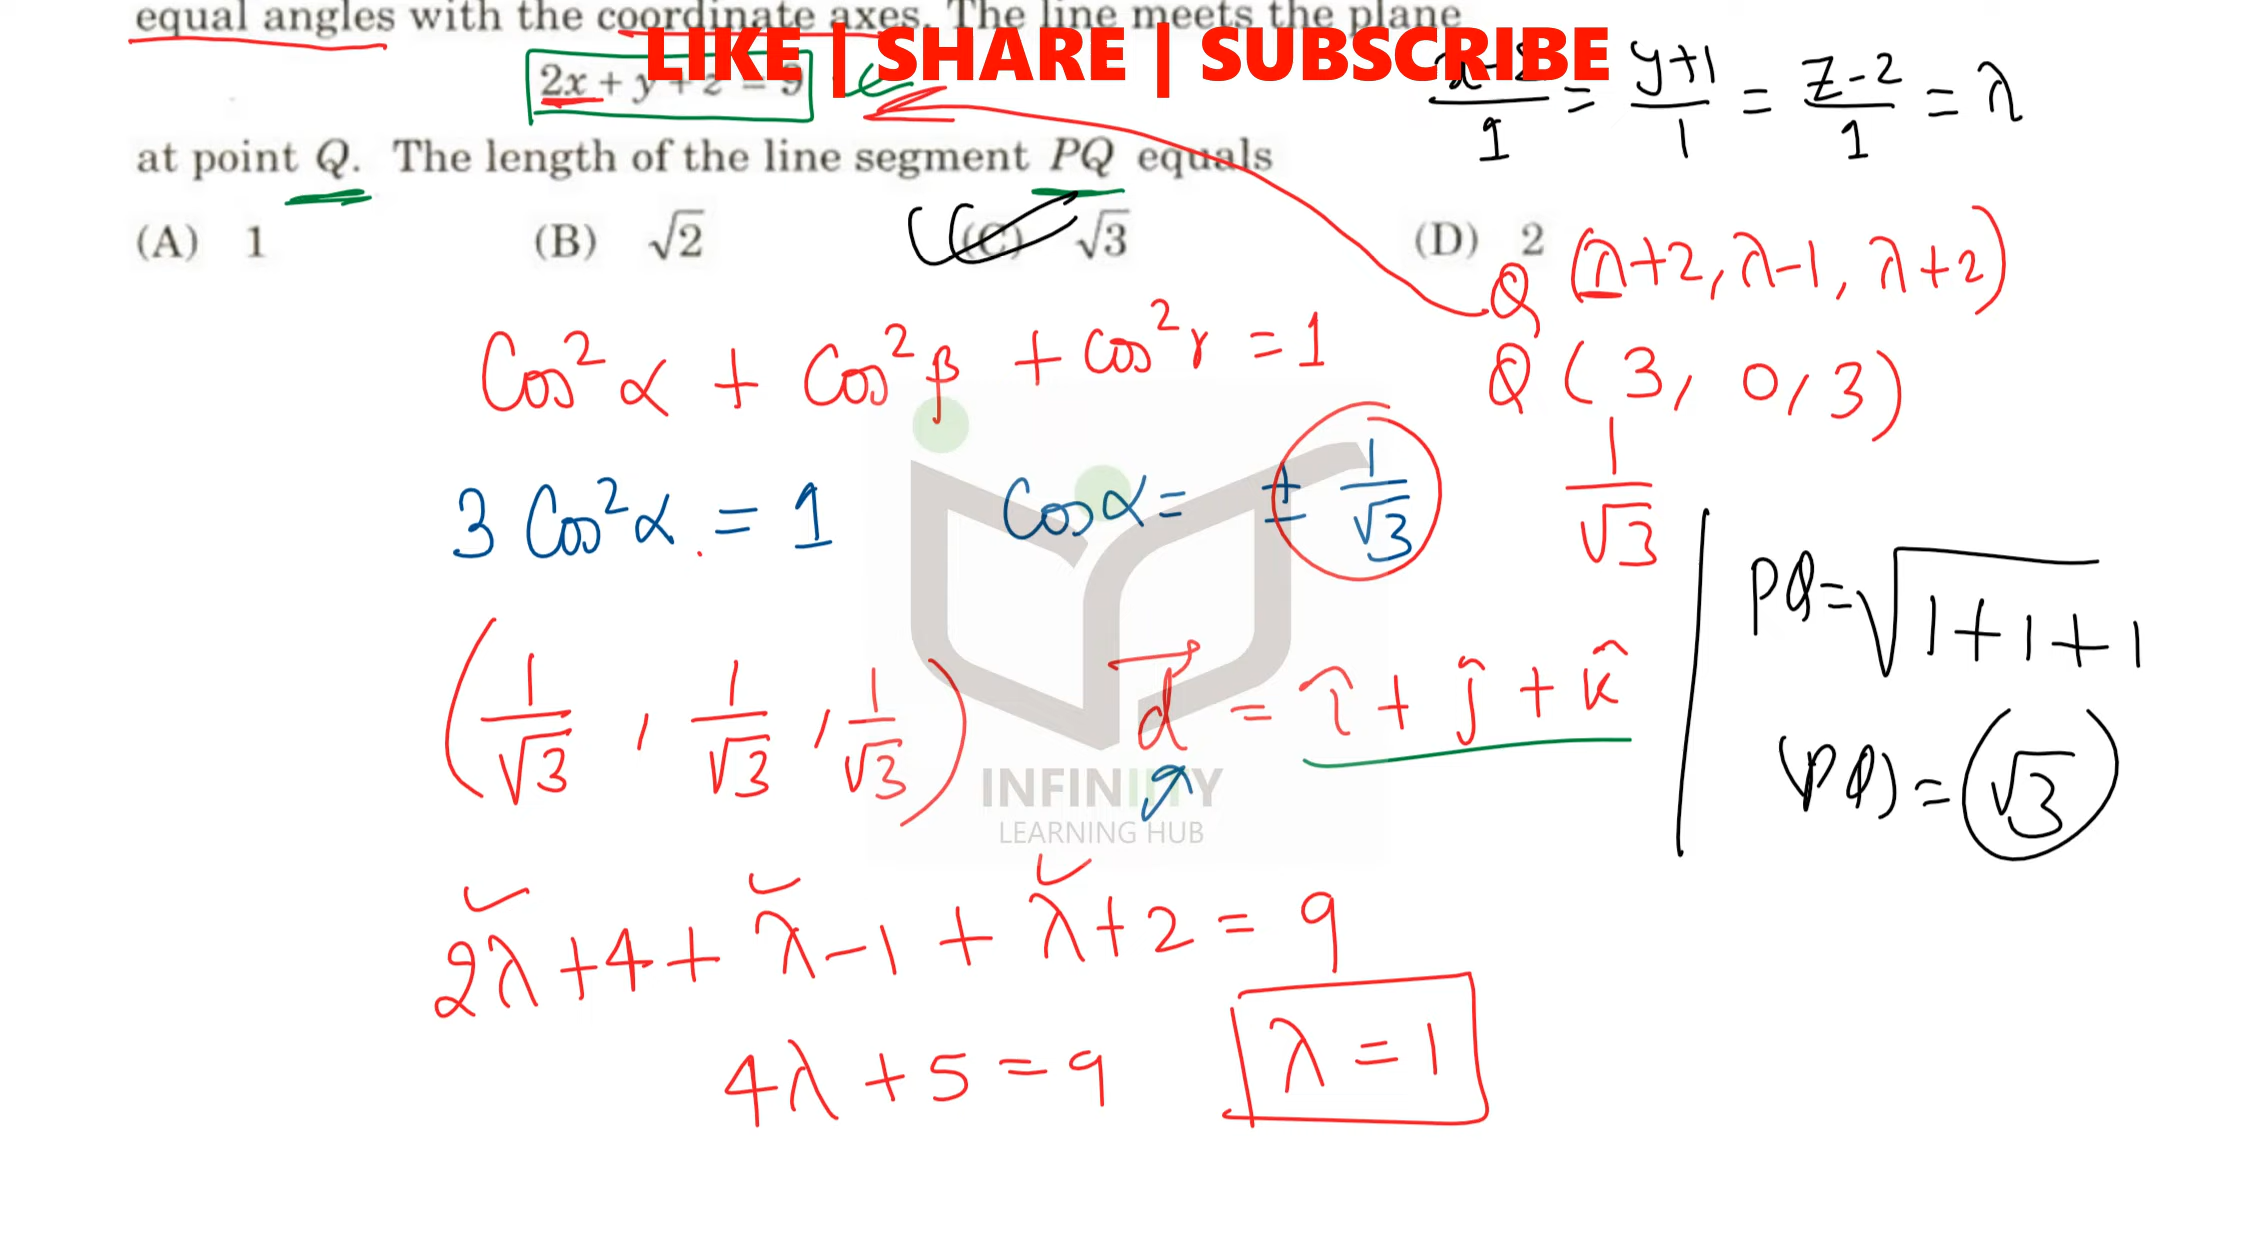 equal angles with the coordinate axes. The line meets the plane
LIKE | SHARE | SUBSCRIBE
2x + y + z = 9
y+1/1 = z-2/1 = λ
at point Q. The length of the line segment PQ equals
(A) 1 (B) √2 (C) √3 (D) 2
Q (λ+2, λ-1, λ+2)
Cos²α + Cos²β + cos²γ = 1
Q (3, 0, 3)
3 Cos²α = 1 Cosα = ± 1/√3 1/√3
PQ = √1+1+1
(1/√3, 1/√3, 1/√3) d⃗ = î + ĵ + k̂
(PQ) = √3
INFINITY
LEARNING HUB
2λ+4+λ-1+λ+2 = 9
4λ+5=9 λ=1